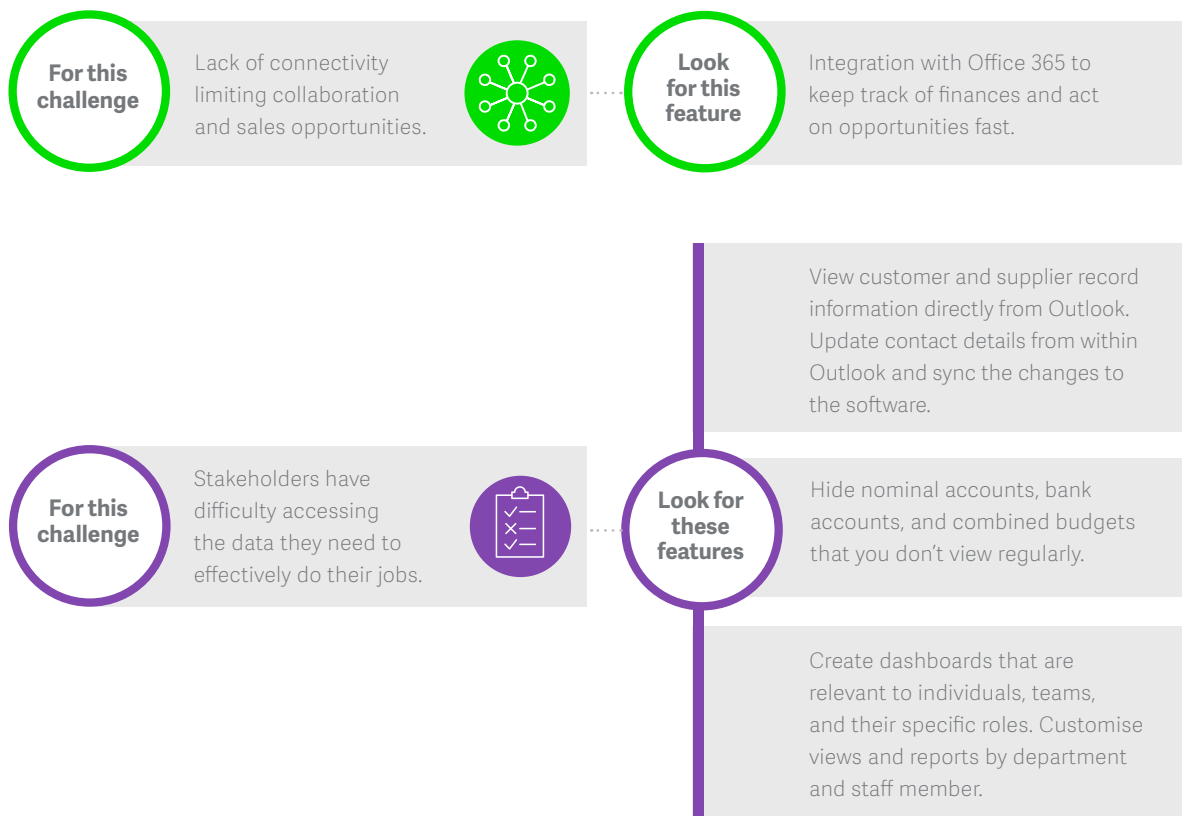 For this
challenge
Lack of connectivity
limiting collaboration
and sales opportunities.
Look
for this
feature
Integration with Office 365 to
keep track of finances and act
on opportunities fast.
For this
challenge
Stakeholders have
difficulty accessing
the data they need to
effectively do their jobs.
Look for
these
features
View customer and supplier record
information directly from Outlook.
Update contact details from within
Outlook and sync the changes to
the software.
Hide nominal accounts, bank
accounts, and combined budgets
that you don’t view regularly.
Create dashboards that are
relevant to individuals, teams,
and their specific roles. Customise
views and reports by department
and staff member.